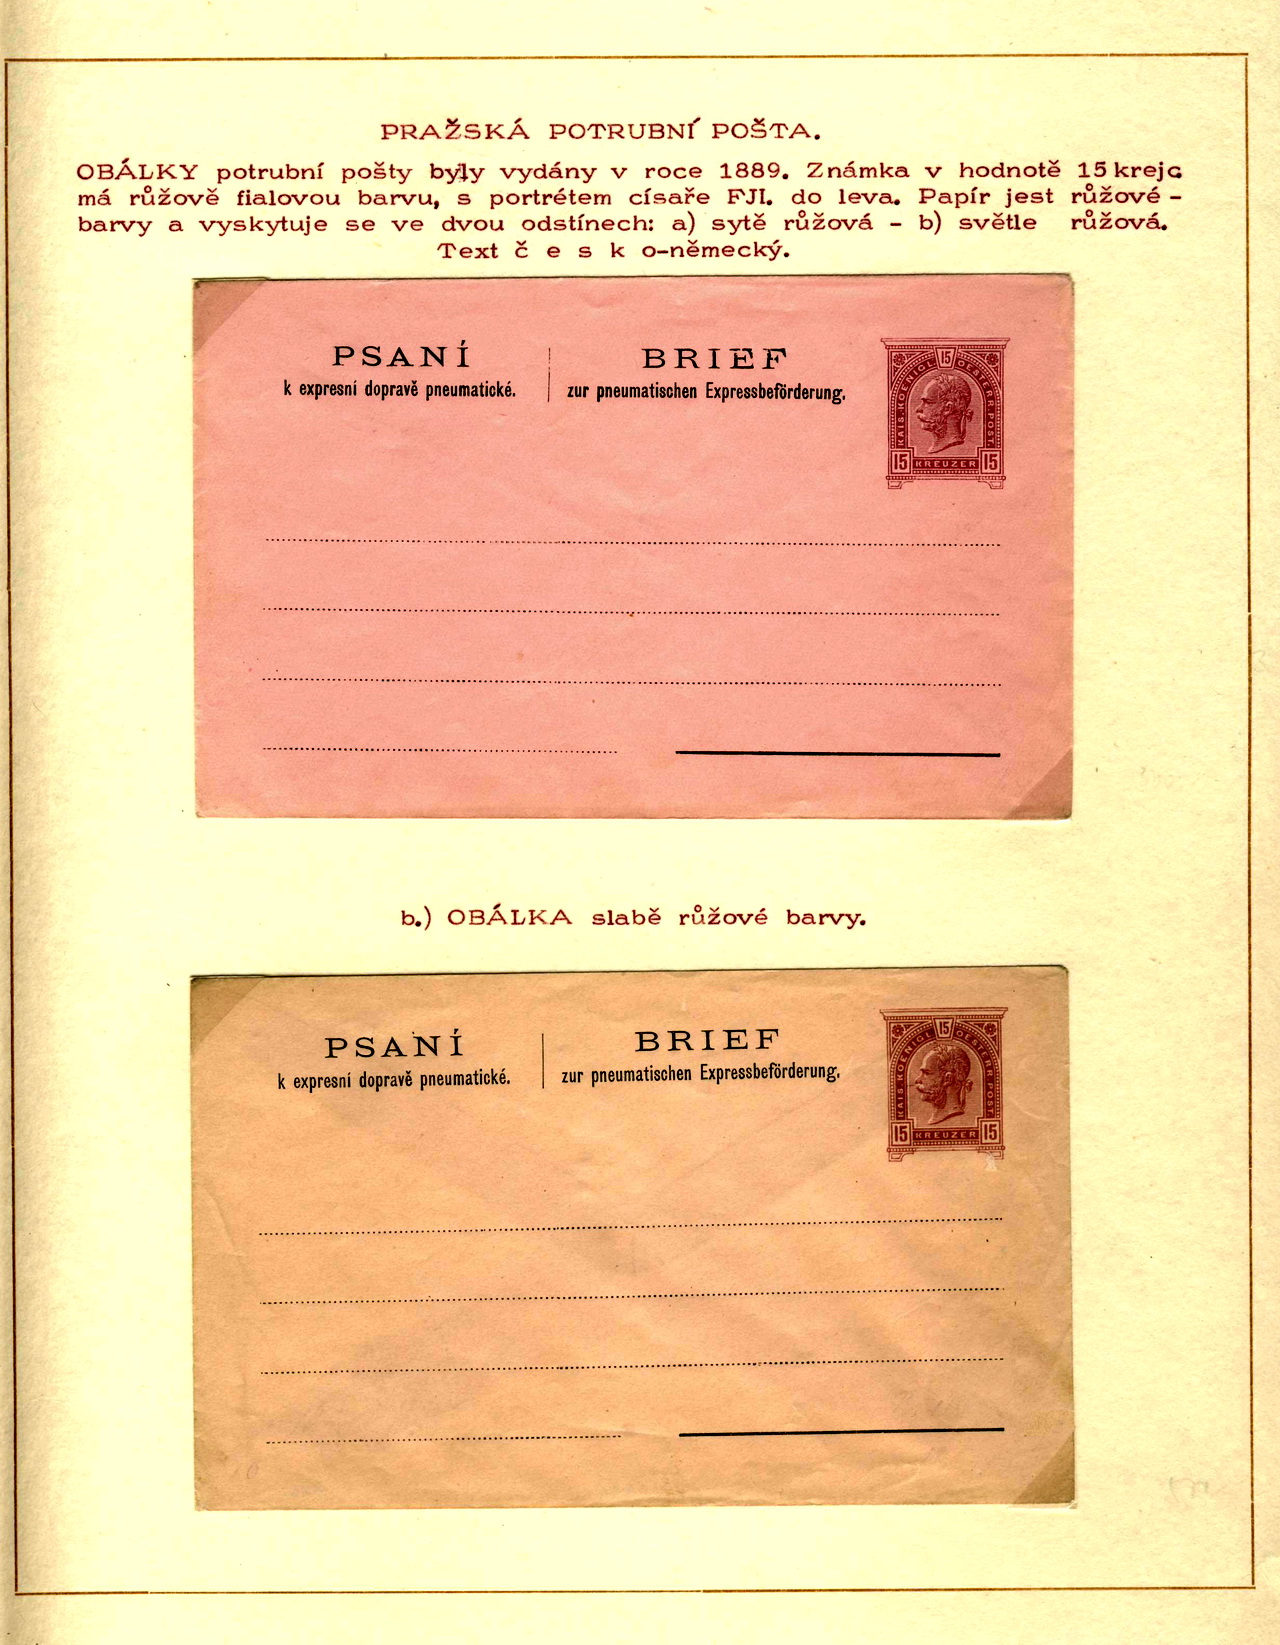 PRAŽSKÁ POTRUBNÍ POŠTA.
OBÁLKY potrubní pošty byly vydány v roce 1889. Známka v hodnotě 15 krejc
má růžově fialovou barvu, s portrétem císaře FJI. do leva. Papír jest růžové -
barvy a vyskytuje se ve dvou odstínech: a) sytě růžová - b) světle růžová.
Text č e s k o-německý.
PSANÍ
k expresní dopravě pneumatické.
BRIEF
zur pneumatischen Expressbeförderung.
15
KAIS. KOENIGL. OESTERR. POST
15 KREUZER 15
b.) OBÁLKA slabě růžové barvy.
PSANÍ
k expresní dopravě pneumatické.
BRIEF
zur pneumatischen Expressbeförderung.
15
KAIS. KOENIGL. OESTERR. POST
15 KREUZER 15